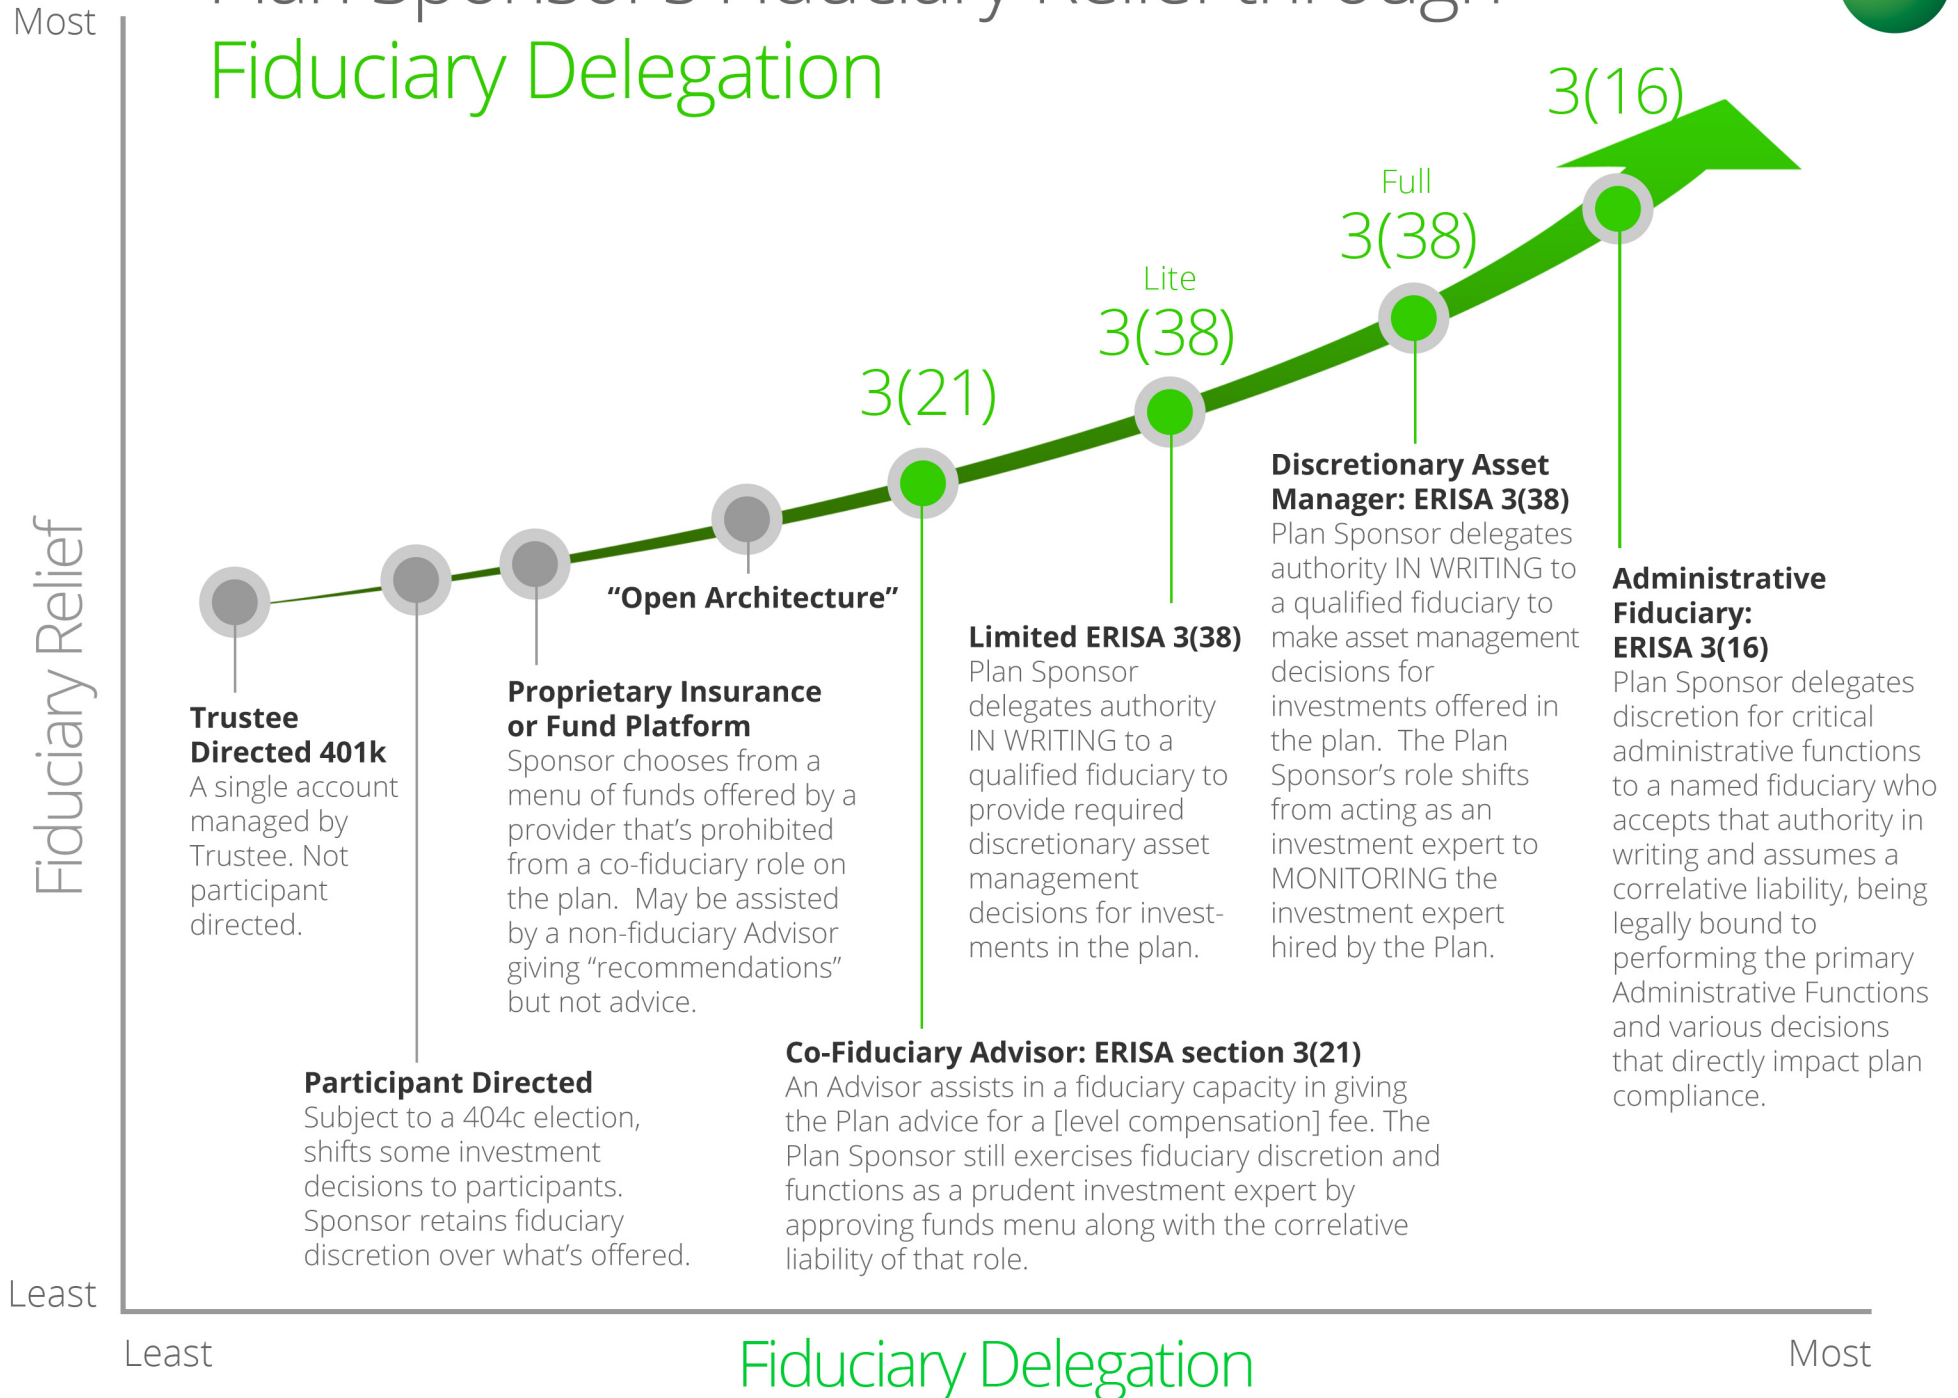 Most
Plan Sponsor's Fiduciary Relief through
Fiduciary Delegation
3(16)
Full
3(38)
Lite
3(38)
3(21)
Fiduciary Relief
Trustee
Directed 401k
A single account
managed by
Trustee. Not
participant
directed.
Participant Directed
Subject to a 404c election,
shifts some investment
decisions to participants.
Sponsor retains fiduciary
discretion over what's offered.
Proprietary Insurance
or Fund Platform
Sponsor chooses from a
menu of funds offered by a
provider that's prohibited
from a co-fiduciary role on
the plan.  May be assisted
by a non-fiduciary Advisor
giving “recommendations”
but not advice.
“Open Architecture”
Co-Fiduciary Advisor: ERISA section 3(21)
An Advisor assists in a fiduciary capacity in giving
the Plan advice for a [level compensation] fee. The
Plan Sponsor still exercises fiduciary discretion and
functions as a prudent investment expert by
approving funds menu along with the correlative
liability of that role.
Limited ERISA 3(38)
Plan Sponsor
delegates authority
IN WRITING to a
qualified fiduciary to
provide required
discretionary asset
management
decisions for invest-
ments in the plan.
Discretionary Asset
Manager: ERISA 3(38)
Plan Sponsor delegates
authority IN WRITING to
a qualified fiduciary to
make asset management
decisions for
investments offered in
the plan.  The Plan
Sponsor's role shifts
from acting as an
investment expert to
MONITORING the
investment expert
hired by the Plan.
Administrative
Fiduciary:
ERISA 3(16)
Plan Sponsor delegates
discretion for critical
administrative functions
to a named fiduciary who
accepts that authority in
writing and assumes a
correlative liability, being
legally bound to
performing the primary
Administrative Functions
and various decisions
that directly impact plan
compliance.
Least
Least
Fiduciary Delegation
Most